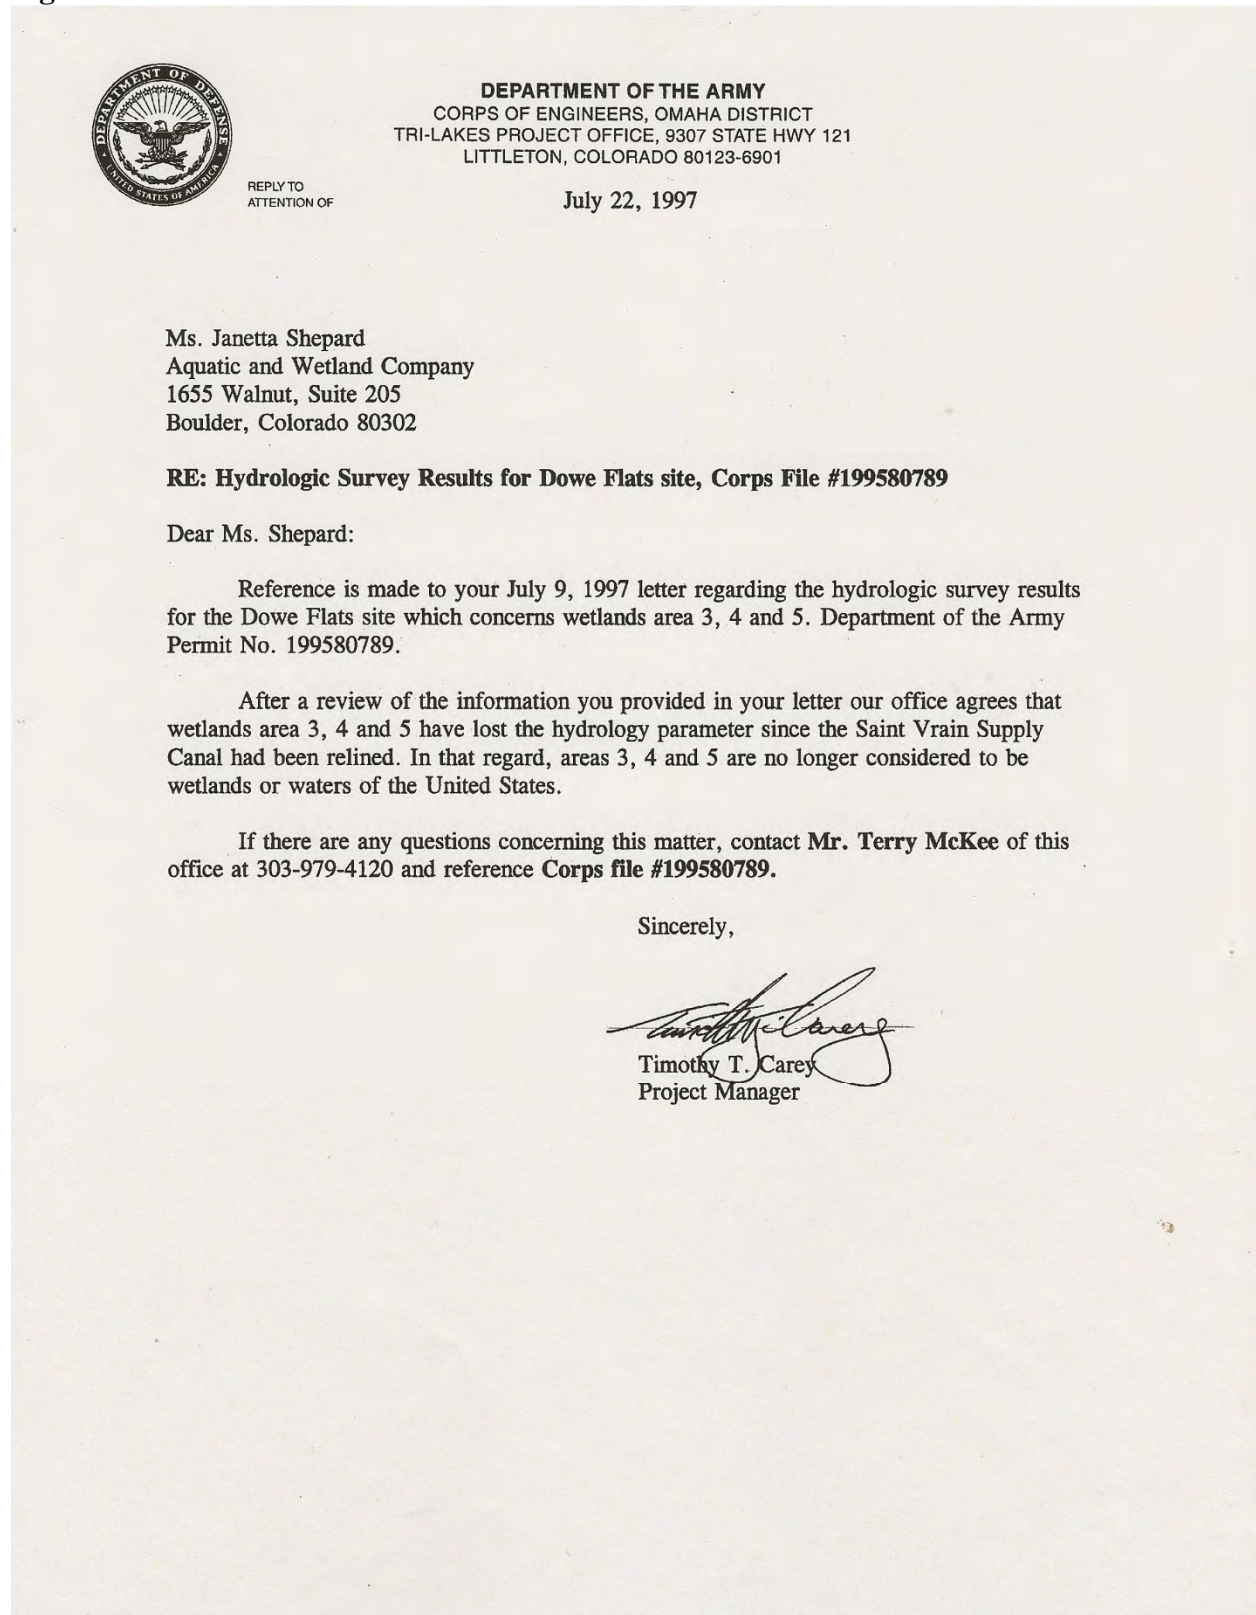 DEPARTMENT OF DEFENSE
UNITED STATES OF AMERICA
DEPARTMENT OF THE ARMY
CORPS OF ENGINEERS, OMAHA DISTRICT
TRI-LAKES PROJECT OFFICE, 9307 STATE HWY 121
LITTLETON, COLORADO 80123-6901
REPLY TO
ATTENTION OF
July 22, 1997
Ms. Janetta Shepard
Aquatic and Wetland Company
1655 Walnut, Suite 205
Boulder, Colorado 80302
RE: Hydrologic Survey Results for Dowe Flats site, Corps File #199580789
Dear Ms. Shepard:
Reference is made to your July 9, 1997 letter regarding the hydrologic survey results
for the Dowe Flats site which concerns wetlands area 3, 4 and 5. Department of the Army
Permit No. 199580789.
After a review of the information you provided in your letter our office agrees that
wetlands area 3, 4 and 5 have lost the hydrology parameter since the Saint Vrain Supply
Canal had been relined. In that regard, areas 3, 4 and 5 are no longer considered to be
wetlands or waters of the United States.
If there are any questions concerning this matter, contact Mr. Terry McKee of this
office at 303-979-4120 and reference Corps file #199580789.
Sincerely,
Timothy T. Carey
Project Manager